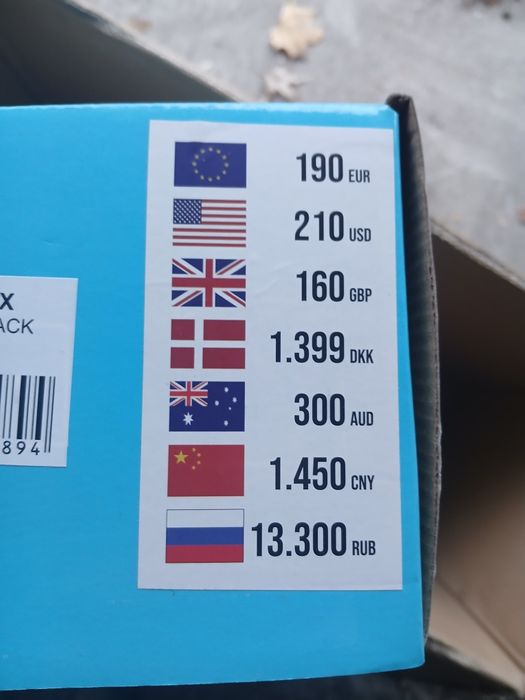 190 EUR
210 USD
160 GBP
1.399 DKK
300 AUD
1.450 CNY
13.300 RUB
X
ACK
894